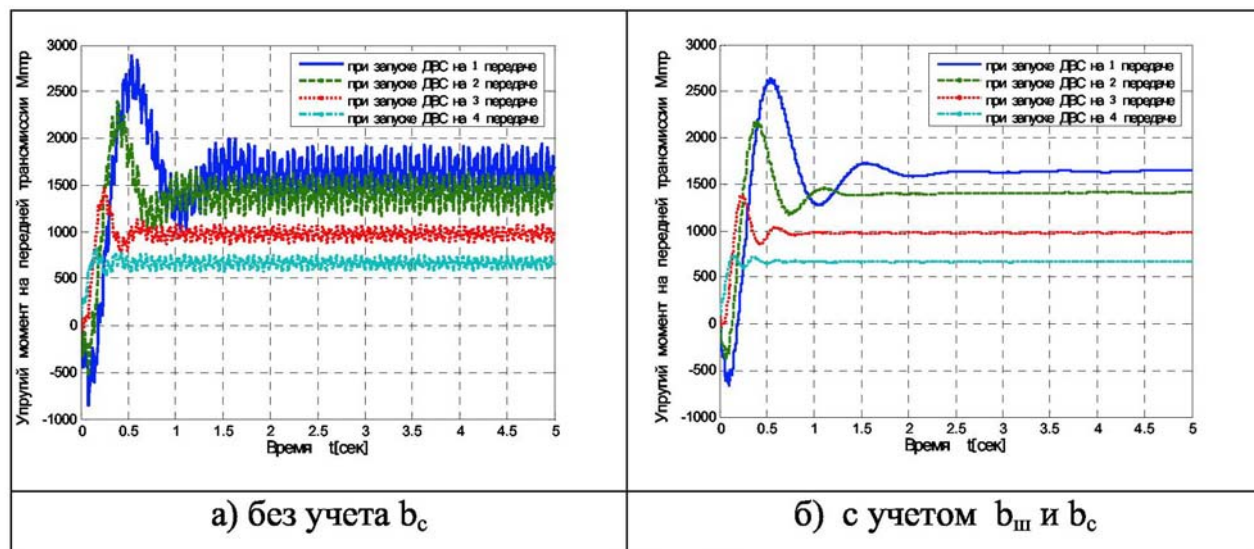 3000
2500
2000
1500
1000
500
0
-500
-1000
Упругий момент на передней трансмиссии Мптр
при запуске ДВС на 1 передаче
при запуске ДВС на 2 передаче
при запуске ДВС на 3 передаче
при запуске ДВС на 4 передаче
0 0.5 1 1.5 2 2.5 3 3.5 4 4.5 5
Время t[сек]
а) без учета bс
3000
2500
2000
1500
1000
500
0
-500
-1000
Упругий момент на передней трансмиссии Мптр
при запуске ДВС на 1 передаче
при запуске ДВС на 2 передаче
при запуске ДВС на 3 передаче
при запуске ДВС на 4 передаче
0 0.5 1 1.5 2 2.5 3 3.5 4 4.5 5
Время t[сек]
б) с учетом bш и bс